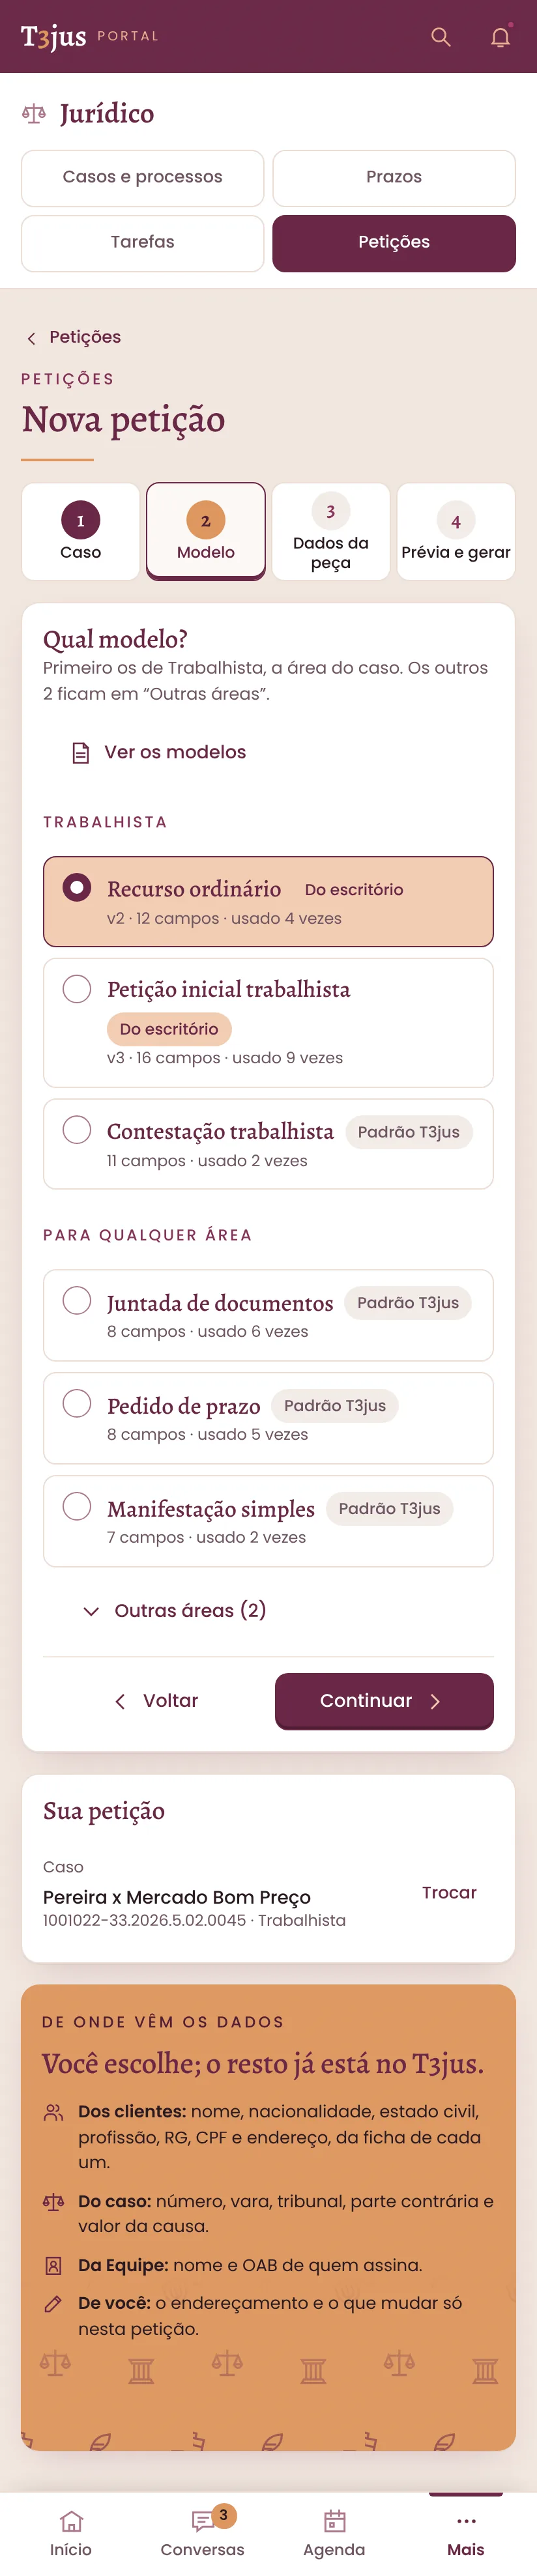 T3jus PORTAL
Jurídico
Casos e processos
Prazos
Tarefas
Petições
Petições
PETIÇÕES
Nova petição
1
Caso
2
Modelo
3
Dados da
peça
4
Prévia e gerar
Qual modelo?
Primeiro os de Trabalhista, a área do caso. Os outros
2 ficam em “Outras áreas”.
Ver os modelos
TRABALHISTA
Recurso ordinário Do escritório
v2 · 12 campos · usado 4 vezes
Petição inicial trabalhista
Do escritório
v3 · 16 campos · usado 9 vezes
Contestação trabalhista Padrão T3jus
11 campos · usado 2 vezes
PARA QUALQUER ÁREA
Juntada de documentos Padrão T3jus
8 campos · usado 6 vezes
Pedido de prazo Padrão T3jus
8 campos · usado 5 vezes
Manifestação simples Padrão T3jus
7 campos · usado 2 vezes
Outras áreas (2)
Voltar
Continuar
Sua petição
Caso
Pereira x Mercado Bom Preço
1001022-33.2026.5.02.0045 · Trabalhista
Trocar
DE ONDE VÊM OS DADOS
Você escolhe; o resto já está no T3jus.
Dos clientes: nome, nacionalidade, estado civil,
profissão, RG, CPF e endereço, da ficha de cada
um.
Do caso: número, vara, tribunal, parte contrária e
valor da causa.
Da Equipe: nome e OAB de quem assina.
De você: o endereçamento e o que mudar só
nesta petição.
Início
3
Conversas
Agenda
Mais